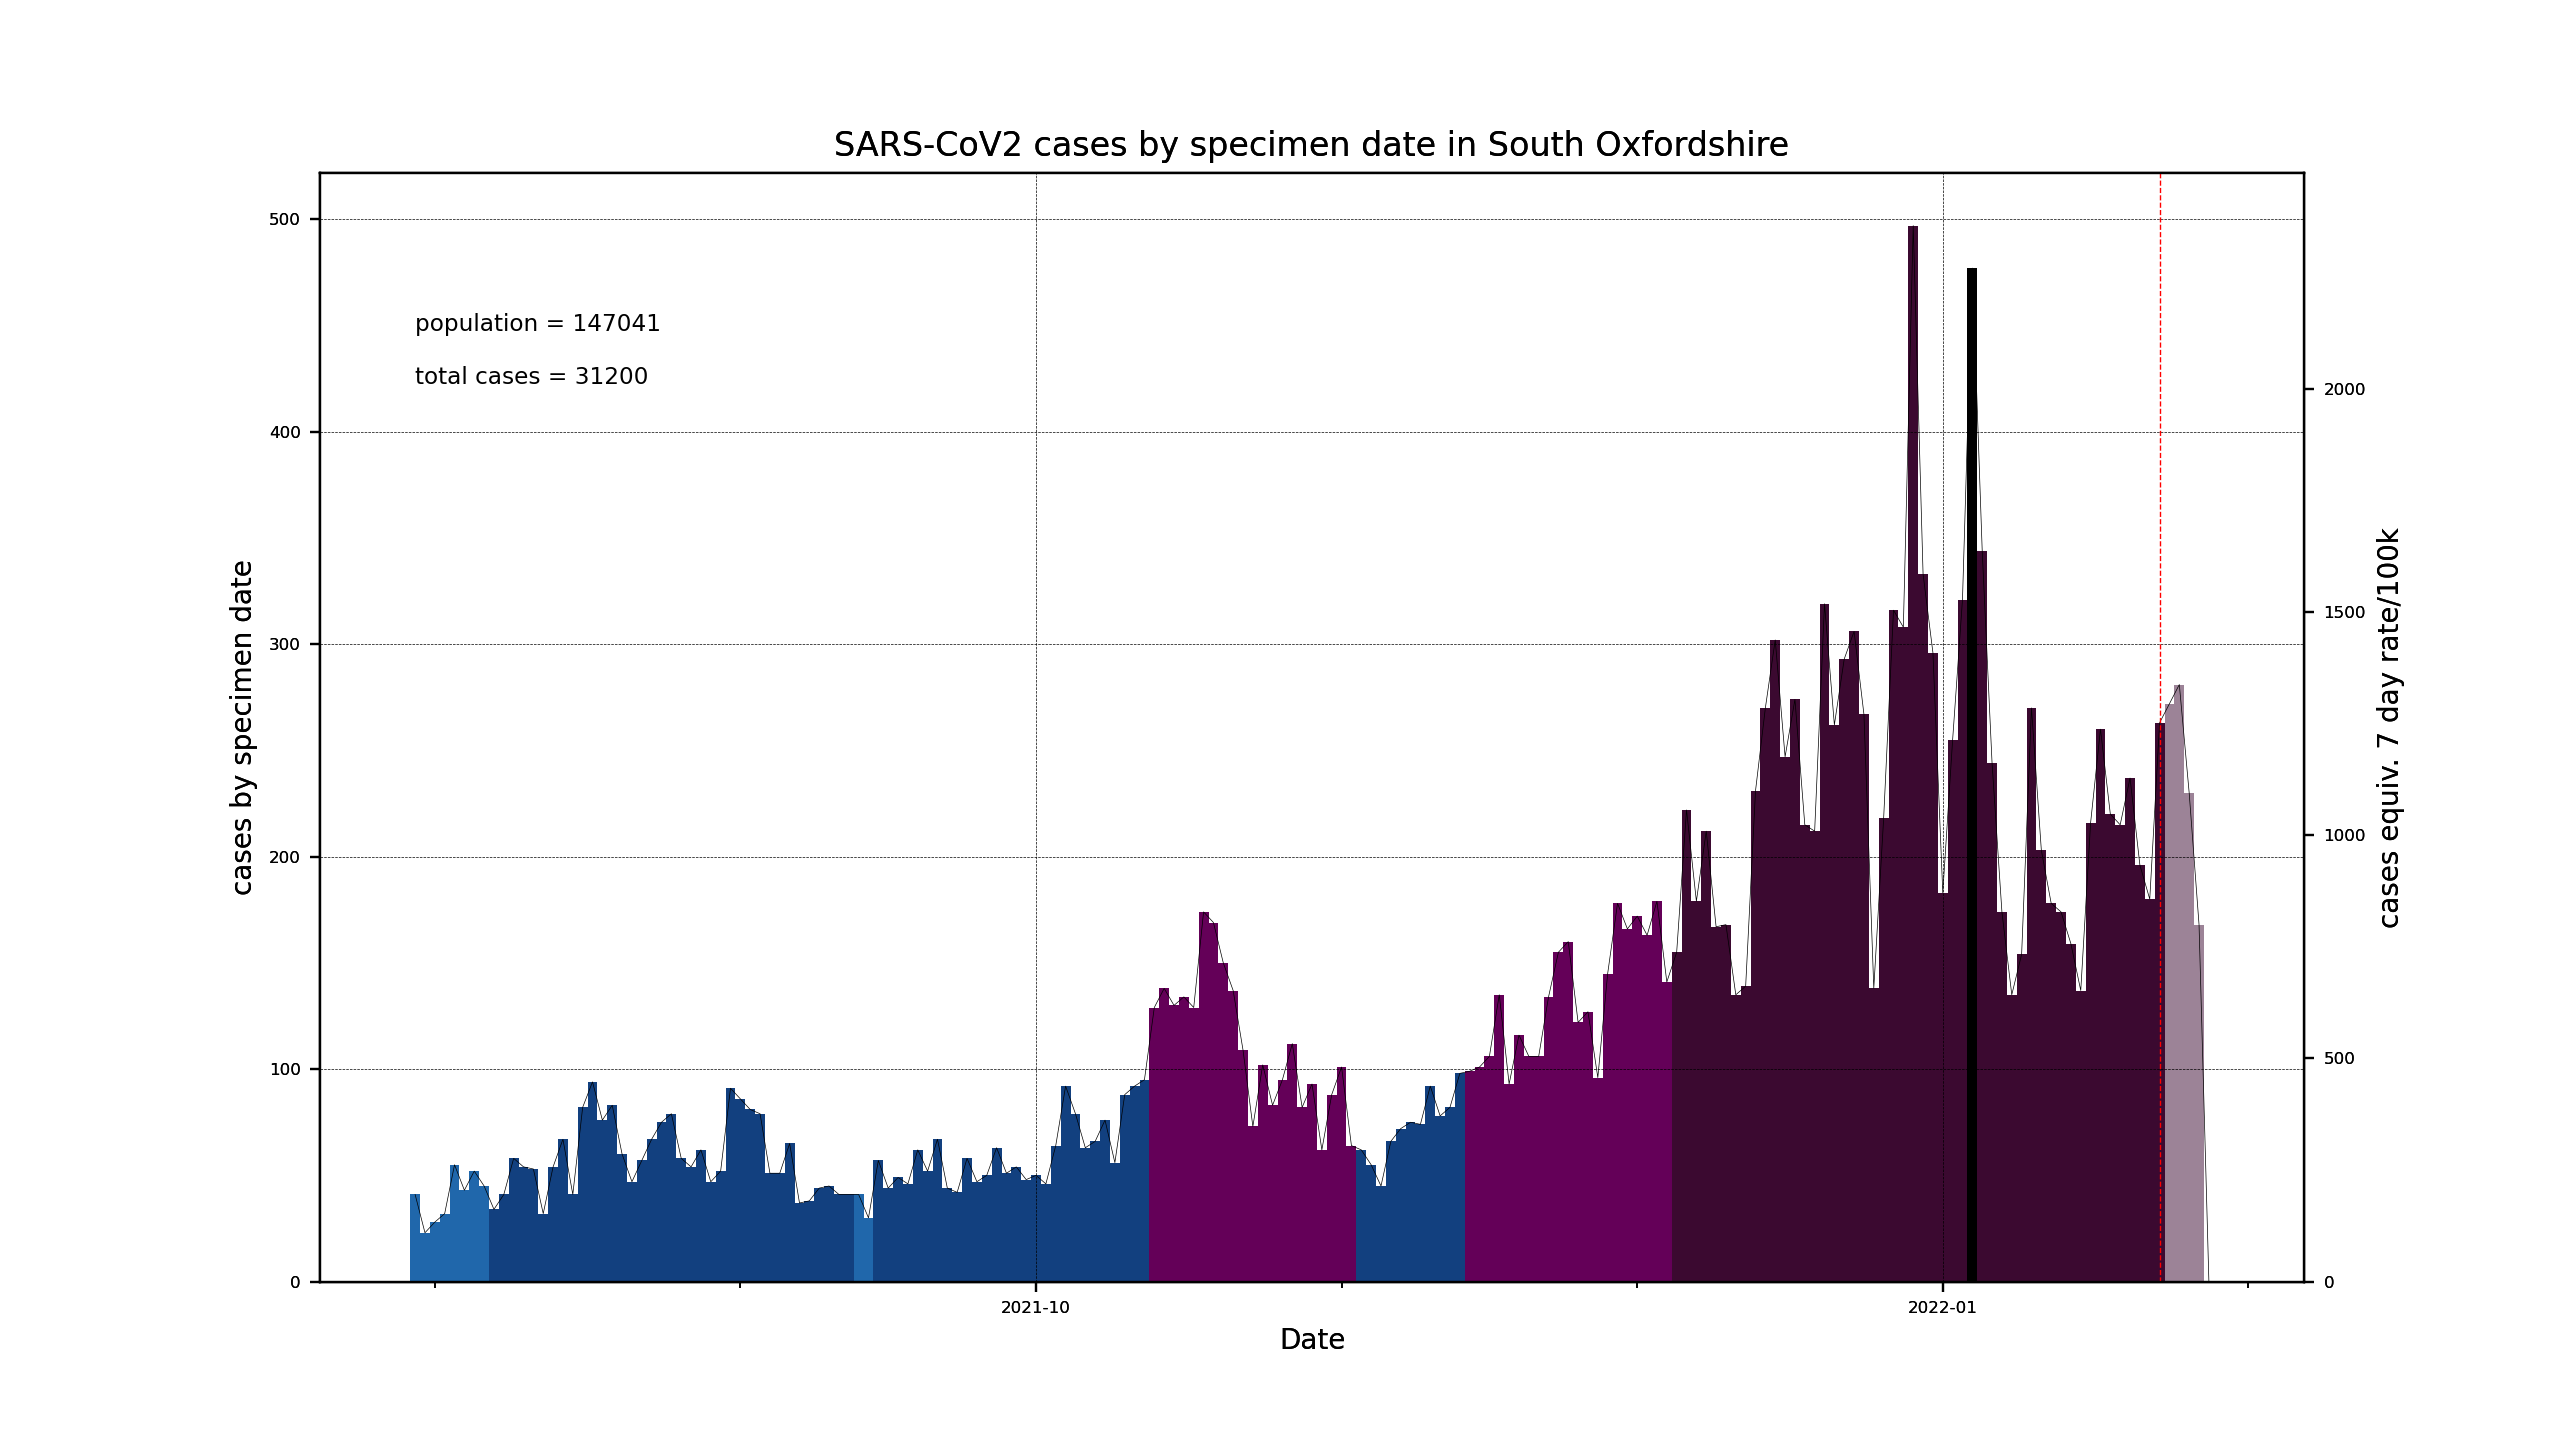 SARS-CoV2 cases by specimen date in South Oxfordshire
population = 147041
total cases = 31200
cases by specimen date
500
400
300
200
100
0
2000
1500
1000
500
0
cases equiv. 7 day rate/100k
2021-10
2022-01
Date